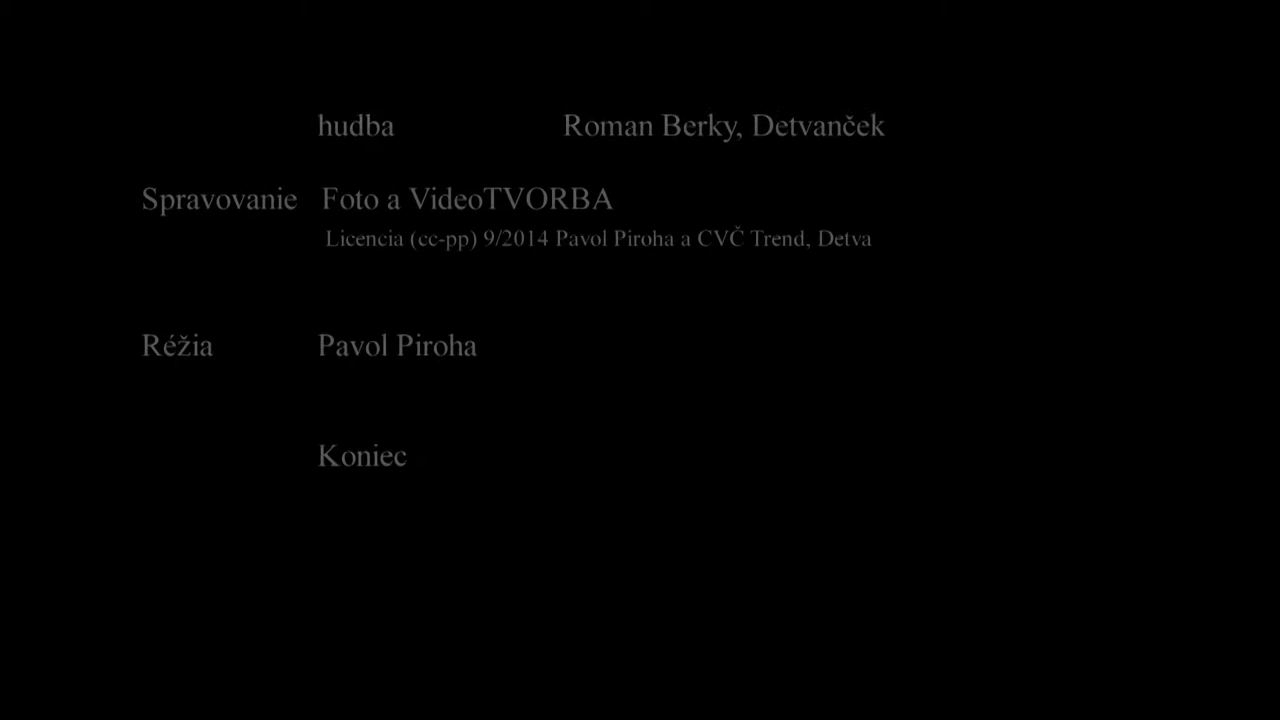 hudba Roman Berky, Detvanček
Spravovanie Foto a VideoTVORBA
Licencia (cc-pp) 9/2014 Pavol Piroha a CVČ Trend, Detva
Réžia Pavol Piroha
Koniec